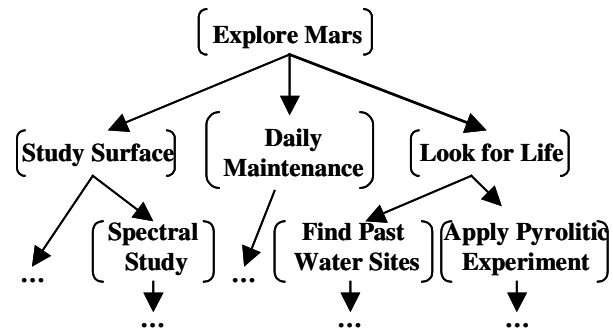 Explore Mars
Study Surface
Daily
Maintenance
Look for Life
...
Spectral
Study
...
Find Past
Water Sites
Apply Pyrolitic
Experiment
...
...
...